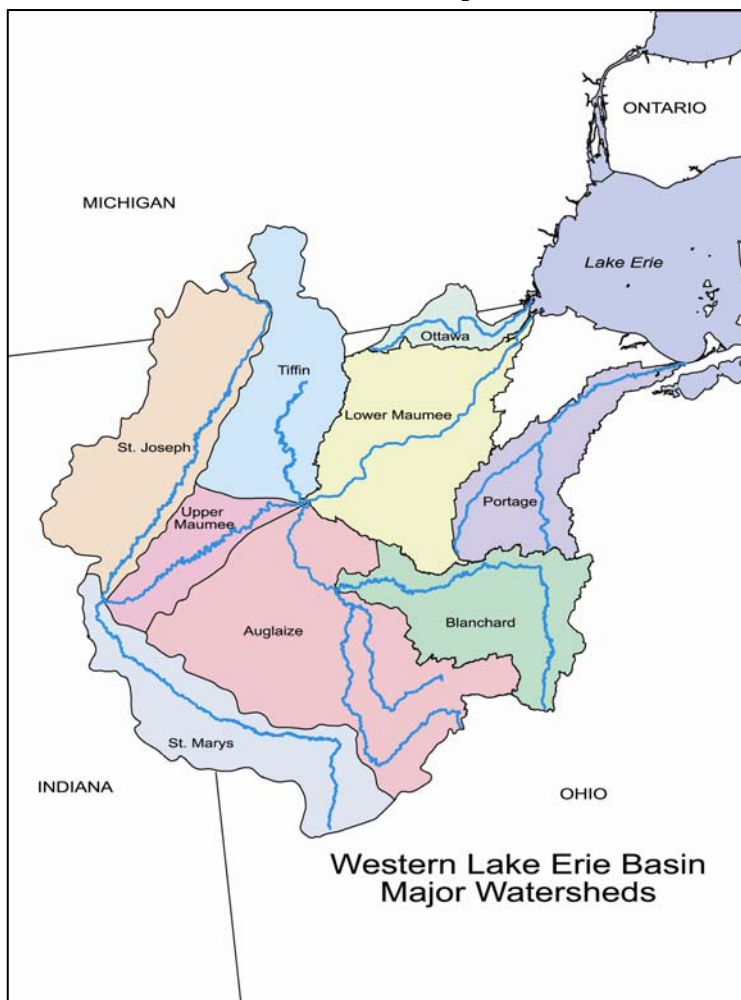 ONTARIO
MICHIGAN
Lake Erie
Ottawa
Tiffin
Lower Maumee
St. Joseph
Portage
Upper
Maumee
Blanchard
Auglaize
St. Marys
INDIANA
OHIO
Western Lake Erie Basin
Major Watersheds